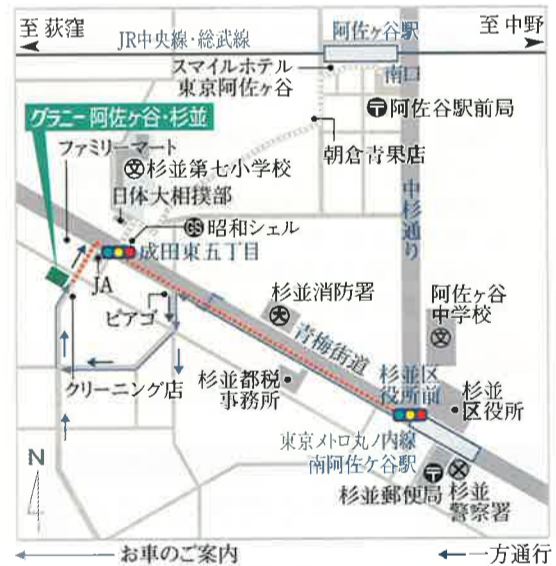 至 荻窪
JR中央線・総武線
阿佐ヶ谷駅
至 中野
スマイルホテル
東京阿佐ヶ谷
南口
〒阿佐谷駅前局
グラニー 阿佐ヶ谷・杉並
ファミリーマート
朝倉青果店
文杉並第七小学校
日体大相撲部
中杉通り
GS昭和シェル
成田東五丁目
JA
ピアゴ
杉並消防署
阿佐ヶ谷
中学校
文
青梅街道
クリーニング店
杉並都税
事務所
杉並区
役所前
杉並
区役所
東京メトロ丸ノ内線
南阿佐ケ谷駅
N
〒
杉並郵便局
杉並
警察署
お車のご案内
一方通行